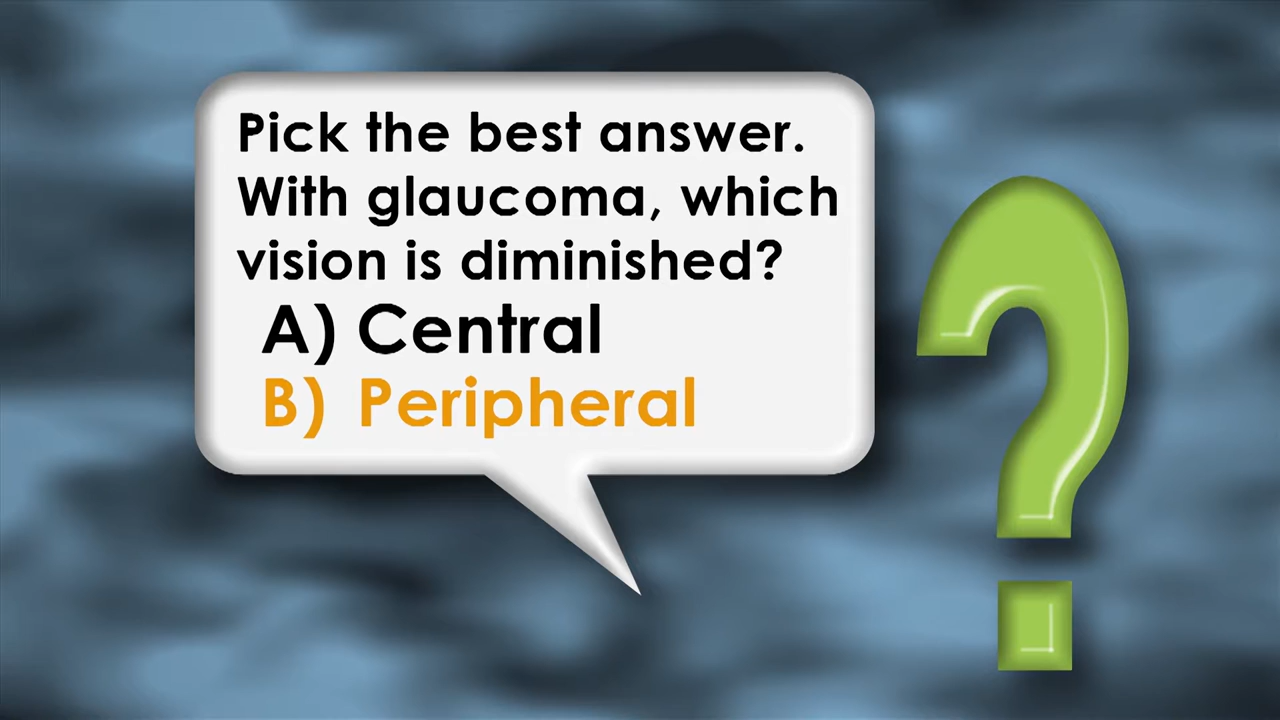 Pick the best answer.
With glaucoma, which
vision is diminished?
A) Central
B) Peripheral
?